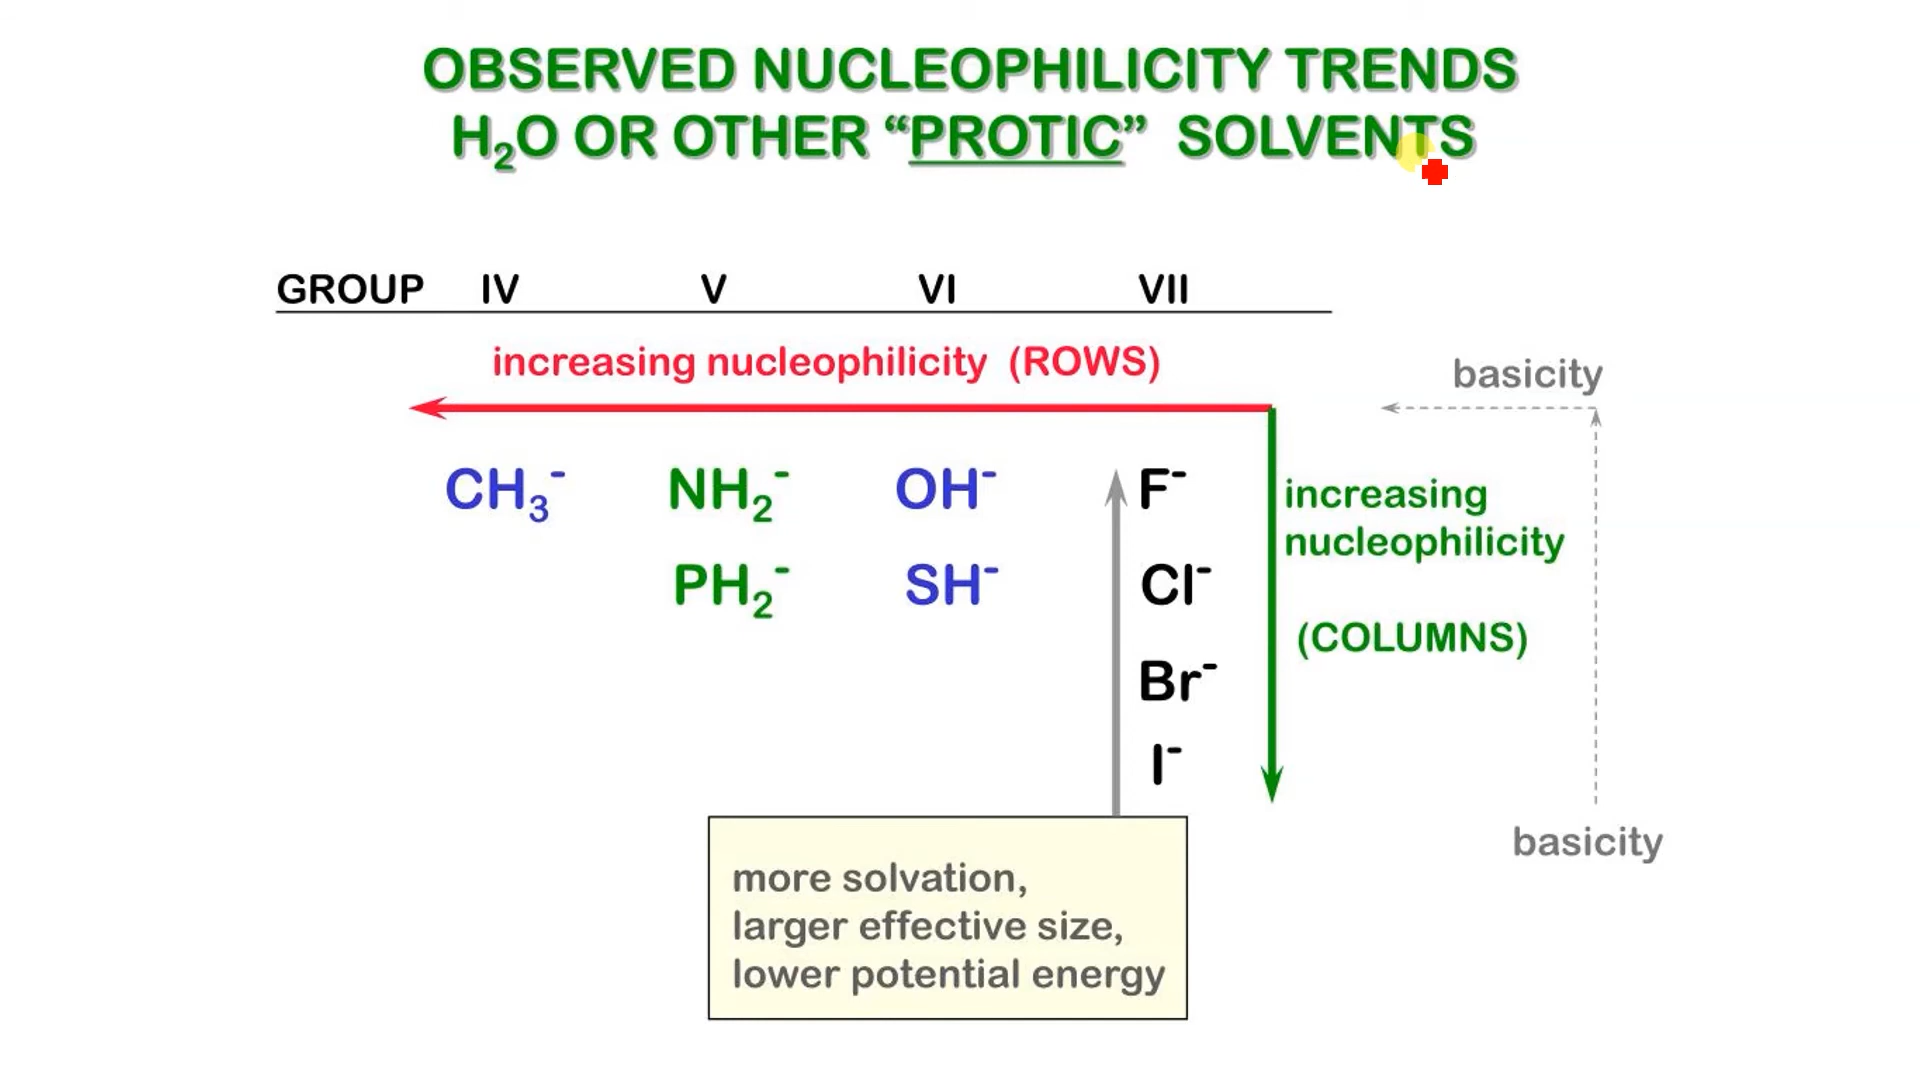 OBSERVED NUCLEOPHILICITY TRENDS
H₂O OR OTHER “PROTIC” SOLVENTS
GROUP IV V VI VII
increasing nucleophilicity (ROWS)
basicity
CH₃⁻ NH₂⁻ OH⁻ F⁻
increasing
nucleophilicity
PH₂⁻ SH⁻ Cl⁻
(COLUMNS)
Br⁻
I⁻
basicity
more solvation,
larger effective size,
lower potential energy